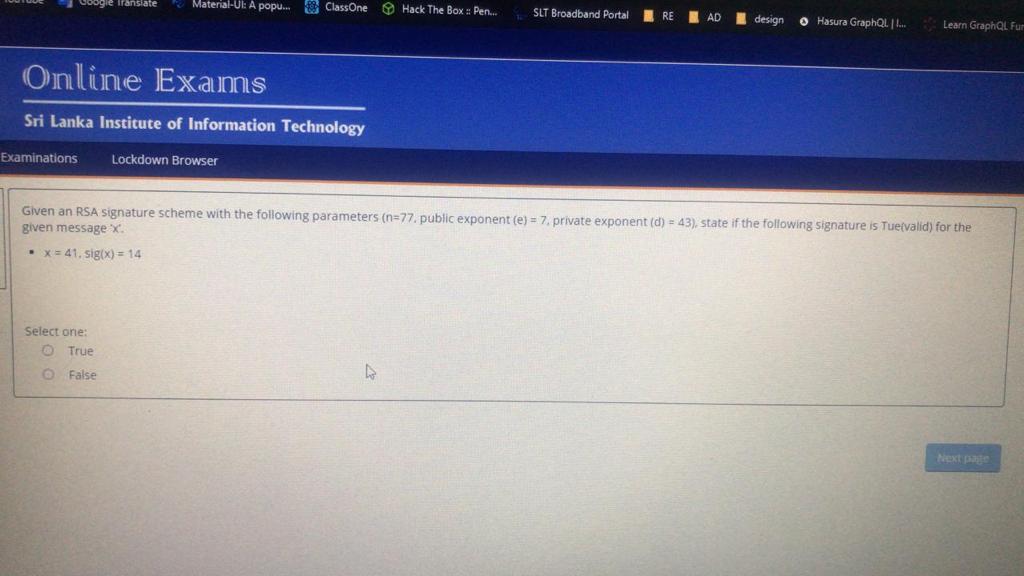 Google Translate
Material-UI: A popu...
ClassOne
Hack The Box :: Pen...
SLT Broadband Portal
RE
AD
design
Hasura GraphQL | I...
Learn GraphQL Fur
Online Exams
Sri Lanka Institute of Information Technology
Examinations
Lockdown Browser
Given an RSA signature scheme with the following parameters (n=77, public exponent (e) = 7, private exponent (d) = 43), state if the following signature is Tue(valid) for the
given message 'x'.
x = 41, sig(x) = 14
Select one:
True
False
Next page